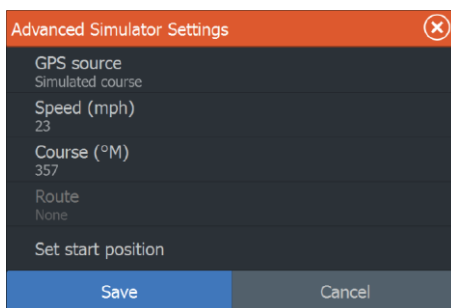 Advanced Simulator Settings
GPS source
Simulated course
Speed (mph)
23
Course (°M)
357
Route
None
Set start position
Save
Cancel